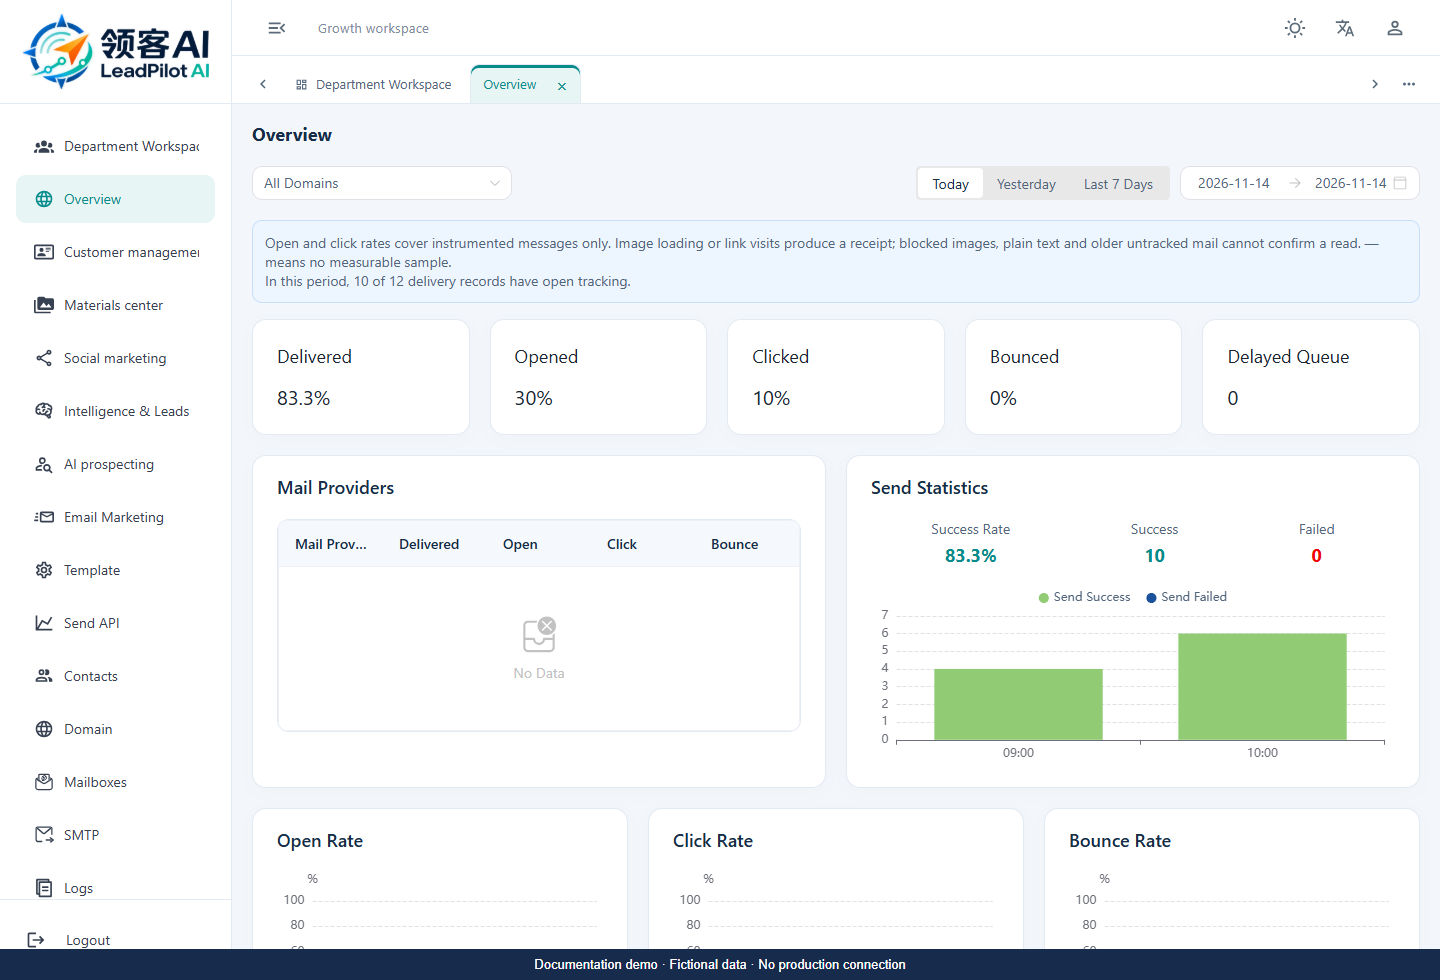 领客AI
LeadPilot AI
Growth workspace
Department Workspace
Overview
Department Workspac
Overview
Customer managemer
Materials center
Social marketing
Intelligence & Leads
AI prospecting
Email Marketing
Template
Send API
Contacts
Domain
Mailboxes
SMTP
Logs
Logout
Overview
All Domains
Today
Yesterday
Last 7 Days
2026-11-14
2026-11-14
Open and click rates cover instrumented messages only. Image loading or link visits produce a receipt; blocked images, plain text and older untracked mail cannot confirm a read. —
means no measurable sample.
In this period, 10 of 12 delivery records have open tracking.
Delivered
83.3%
Opened
30%
Clicked
10%
Bounced
0%
Delayed Queue
0
Mail Providers
Mail Prov... Delivered Open Click Bounce
No Data
Send Statistics
Success Rate Success Failed
83.3% 10 0
Send Success Send Failed
7
6
5
4
3
2
1
0
09:00 10:00
Open Rate
%
100
80
Click Rate
%
100
80
Bounce Rate
%
100
80
Documentation demo · Fictional data · No production connection